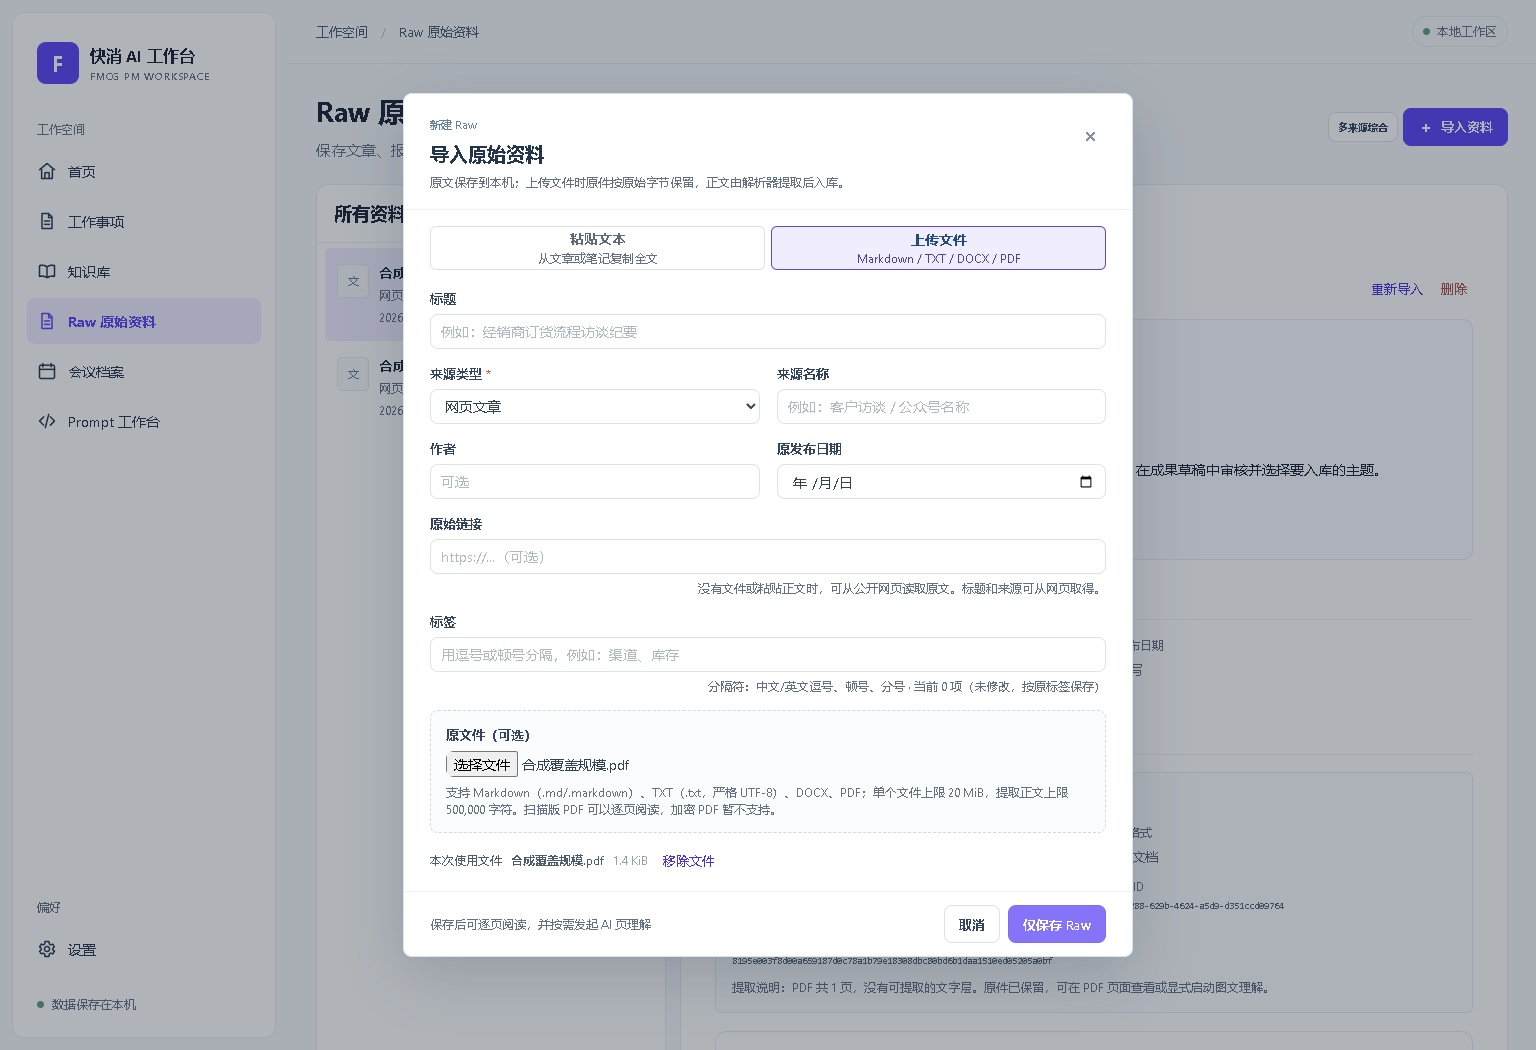 F
快消 AI 工作台
FMCG PM WORKSPACE
工作空间
首页
工作事项
知识库
Raw 原始资料
会议档案
Prompt 工作台
偏好
设置
数据保存在本机
工作空间 / Raw 原始资料
本地工作区
Raw 原
保存文章、报
多来源综合
+ 导入资料
所有资料
文
合成
网页
2026
文
合成
网页
2026
重新导入 删除
在成果草稿中审核并选择要入库的主题。
布日期
写
格式
文档
ID
288-629b-4624-a5d9-d351ccd09764
8195e003f8d00a659187d0c78a1b79e18308dbc80bd6b1daa1510ed05205a0bf
提取说明：PDF 共 1 页，没有可提取的文字层。原件已保留，可在 PDF 页面查看或显式启动图文理解。
新建 Raw
导入原始资料
原文保存到本机；上传文件时原件按原始字节保留，正文由解析器提取后入库。
×
粘贴文本
从文章或笔记复制全文
上传文件
Markdown / TXT / DOCX / PDF
标题
例如：经销商订货流程访谈纪要
来源类型 *
网页文章
来源名称
例如：客户访谈 / 公众号名称
作者
可选
原发布日期
年 /月/日
原始链接
https://...（可选）
没有文件或粘贴正文时，可从公开网页读取原文。标题和来源可从网页取得。
标签
用逗号或顿号分隔，例如：渠道、库存
分隔符：中文/英文逗号、顿号、分号 · 当前 0 项（未修改，按原标签保存）
原文件（可选）
选择文件 合成覆盖规模.pdf
支持 Markdown（.md/.markdown）、TXT（.txt，严格 UTF-8）、DOCX、PDF；单个文件上限 20 MiB，提取正文上限
500,000 字符。扫描版 PDF 可以逐页阅读，加密 PDF 暂不支持。
本次使用文件 合成覆盖规模.pdf 1.4 KiB 移除文件
保存后可逐页阅读，并按需发起 AI 页理解
取消
仅保存 Raw